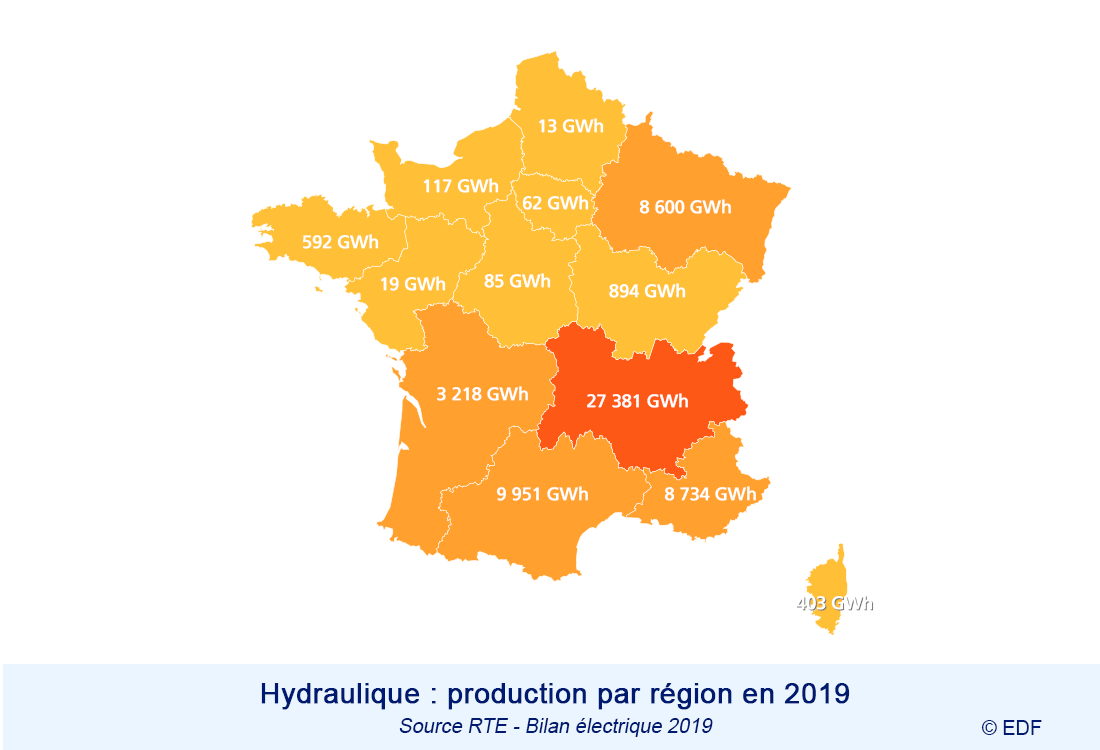 13 GWh
117 GWh
62 GWh
8 600 GWh
592 GWh
19 GWh
85 GWh
894 GWh
3 218 GWh
27 381 GWh
9 951 GWh
8 734 GWh
403 GWh
Hydraulique : production par région en 2019
Source RTE - Bilan électrique 2019
© EDF